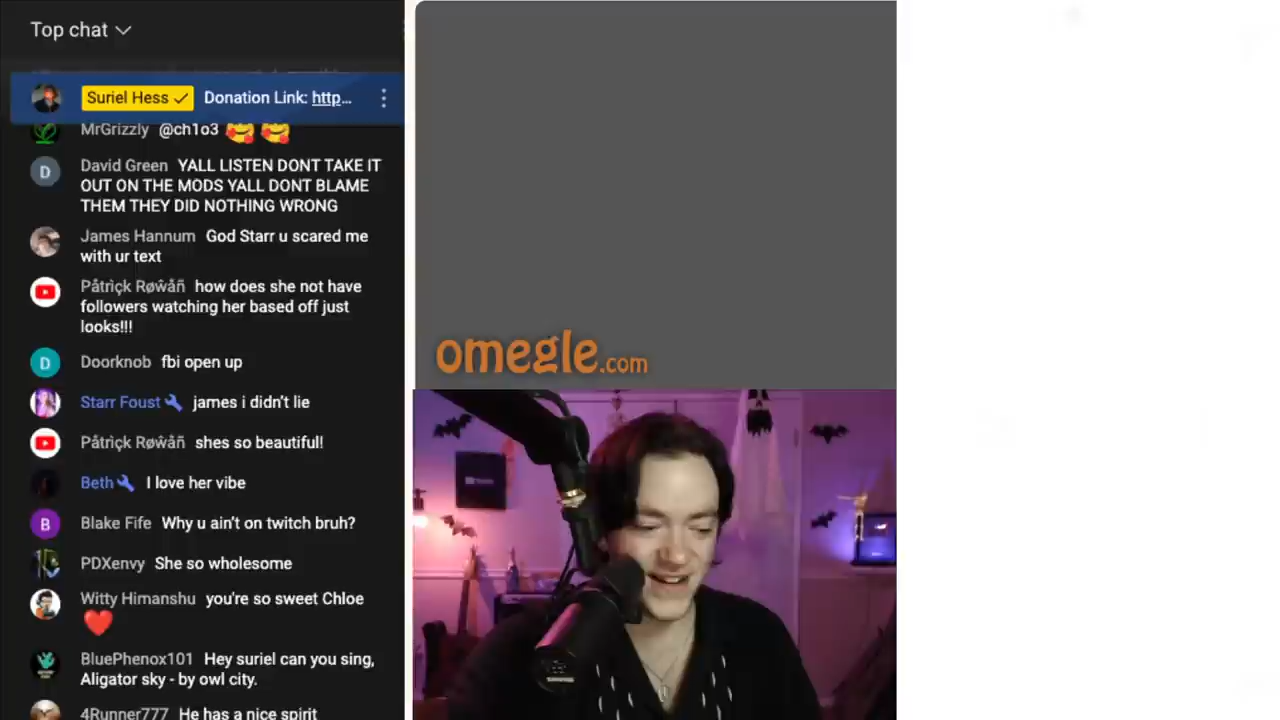 Top chat
Suriel Hess Donation Link: http...
MrGrizzly @ch1o3 🥰 🥰
David Green YALL LISTEN DONT TAKE IT
OUT ON THE MODS YALL DONT BLAME
THEM THEY DID NOTHING WRONG
James Hannum God Starr u scared me
with ur text
Påtrìçk Røŵåñ how does she not have
followers watching her based off just
looks!!!
Doorknob fbi open up
Starr Foust james i didn't lie
Påtrìçk Røŵåñ shes so beautiful!
Beth I love her vibe
Blake Fife Why u ain't on twitch bruh?
PDXenvy She so wholesome
Witty Himanshu you're so sweet Chloe
❤️
BluePhenox101 Hey suriel can you sing,
Aligator sky - by owl city.
4Runner777 He has a nice spirit
D
D
B
omegle.com